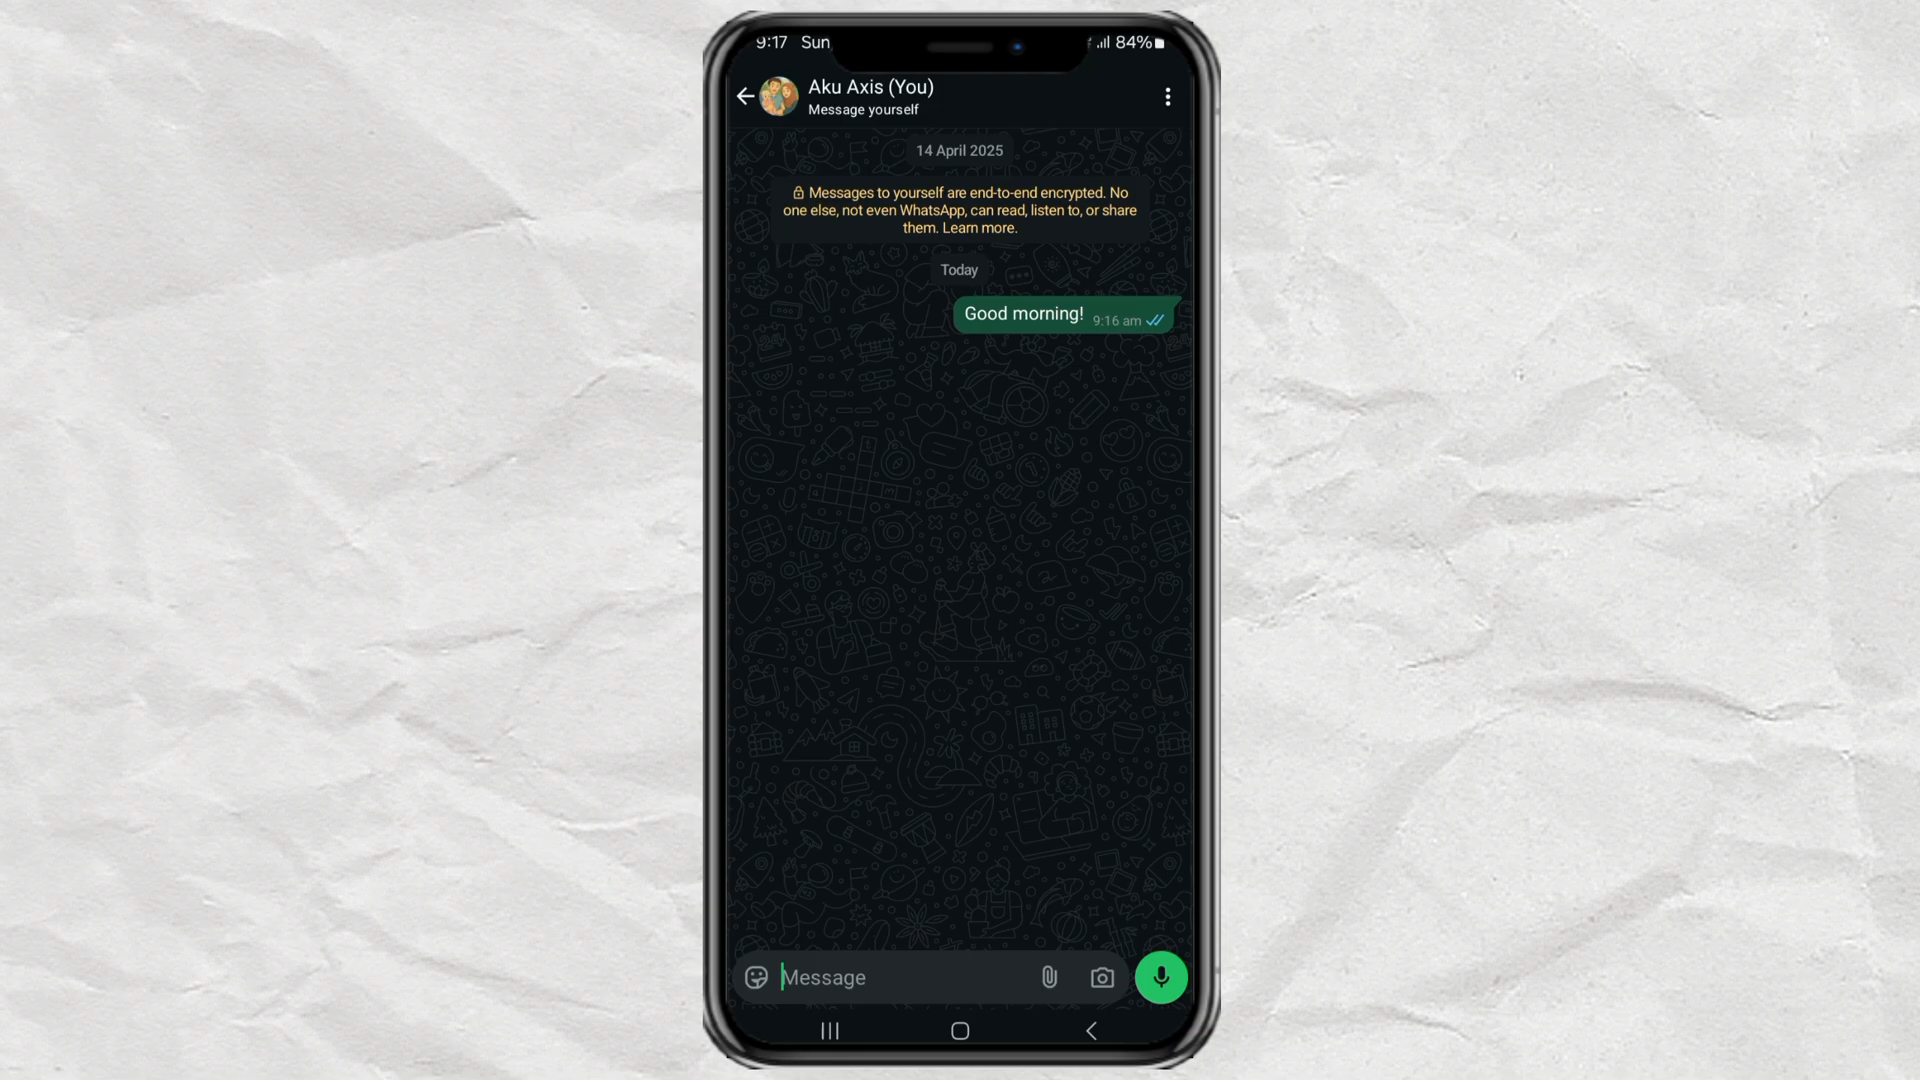 9:17 Sun 84%
Aku Axis (You)
Message yourself
14 April 2025
Messages to yourself are end-to-end encrypted. No
one else, not even WhatsApp, can read, listen to, or share
them. Learn more.
Today
Good morning! 9:16 am
Message